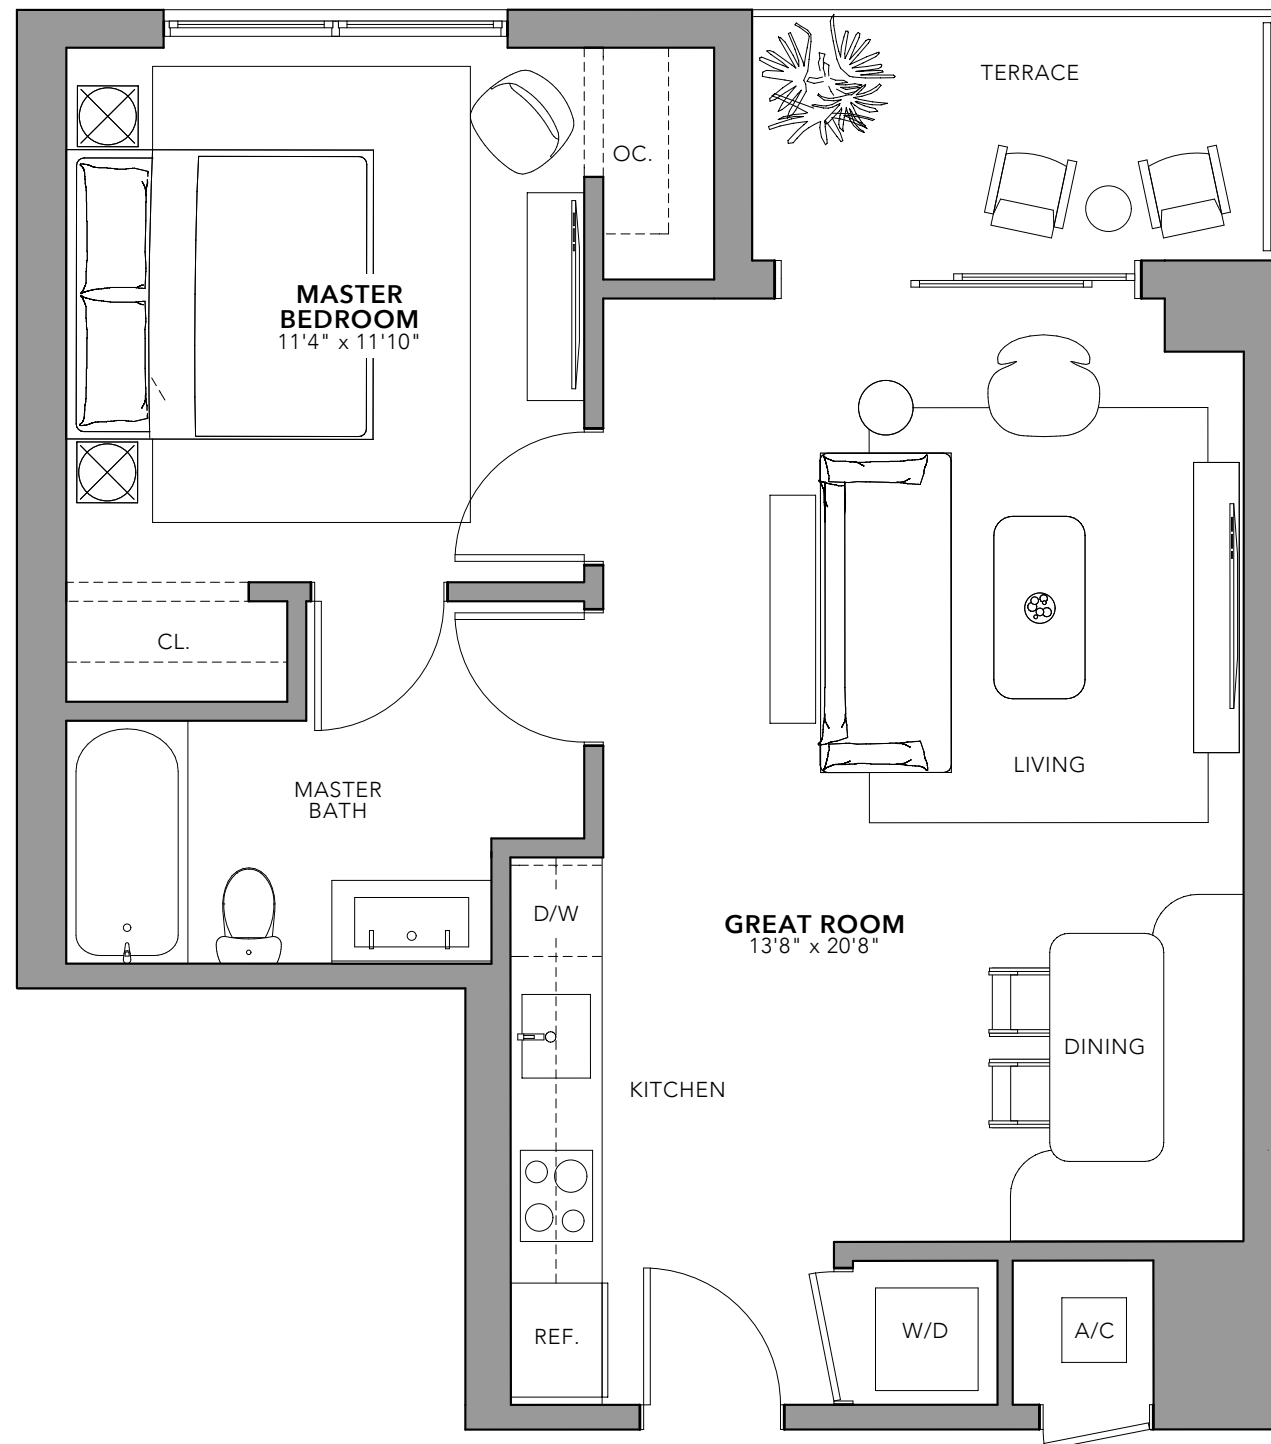 TERRACE
OC.
MASTER
BEDROOM
11'4" x 11'10"
CL.
LIVING
MASTER
BATH
D/W
GREAT ROOM
13'8" x 20'8"
DINING
KITCHEN
REF.
W/D
A/C